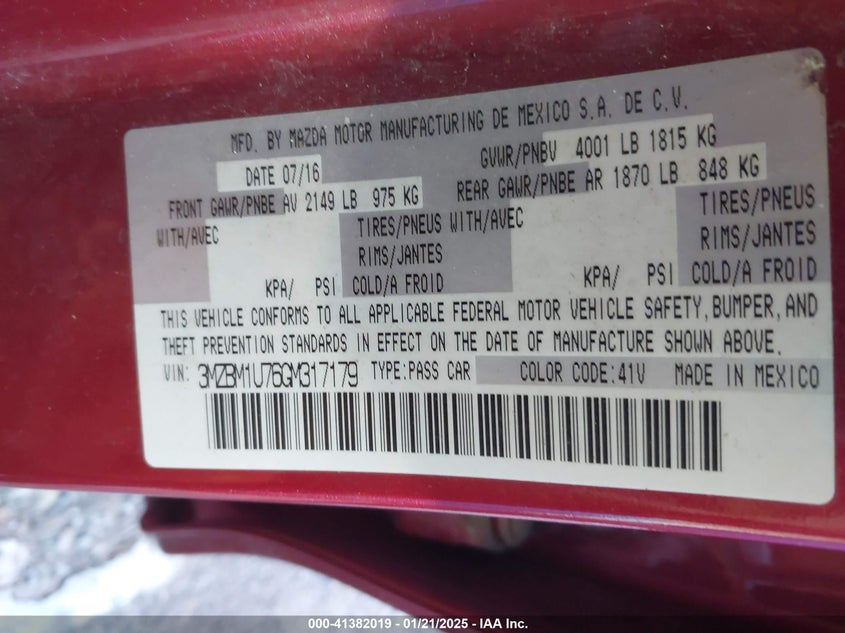 MFD. BY MAZDA MOTOR MANUFACTURING DE MEXICO S.A. DE C.V.
DATE 07/16 GVWR/PNBV 4001 LB 1815 KG
FRONT GAWR/PNBE AV 2149 LB 975 KG REAR GAWR/PNBE AR 1870 LB 848 KG
WITH/AVEC TIRES/PNEUS WITH/AVEC TIRES/PNEUS
RIMS/JANTES RIMS/JANTES
KPA/ PSI COLD/A FROID KPA/ PSI COLD/A FROID
THIS VEHICLE CONFORMS TO ALL APPLICABLE FEDERAL MOTOR VEHICLE SAFETY, BUMPER, AND
THEFT PREVENTION STANDARDS IN EFFECT ON THE DATE OF MANUFACTURE SHOWN ABOVE.
VIN: 3MZBM1U76GM317179 TYPE:PASS CAR COLOR CODE:41V MADE IN MEXICO
000-41382019 - 01/21/2025 - IAA Inc.